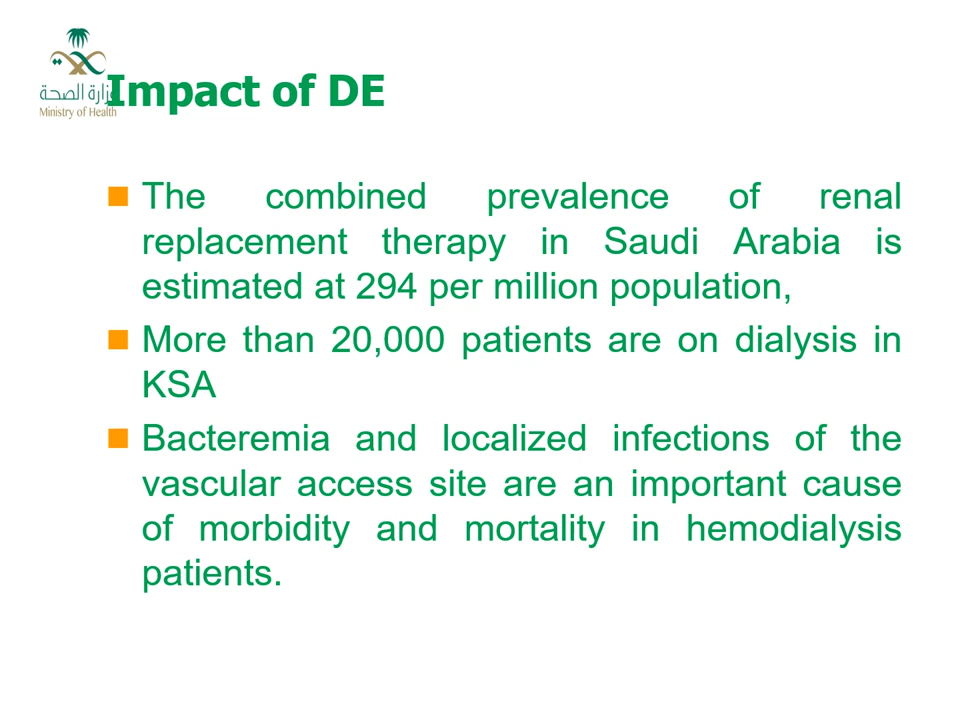 وزارة الصحة
Ministry of Health
Impact of DE
The combined prevalence of renal
replacement therapy in Saudi Arabia is
estimated at 294 per million population,
More than 20,000 patients are on dialysis in
KSA
Bacteremia and localized infections of the
vascular access site are an important cause
of morbidity and mortality in hemodialysis
patients.